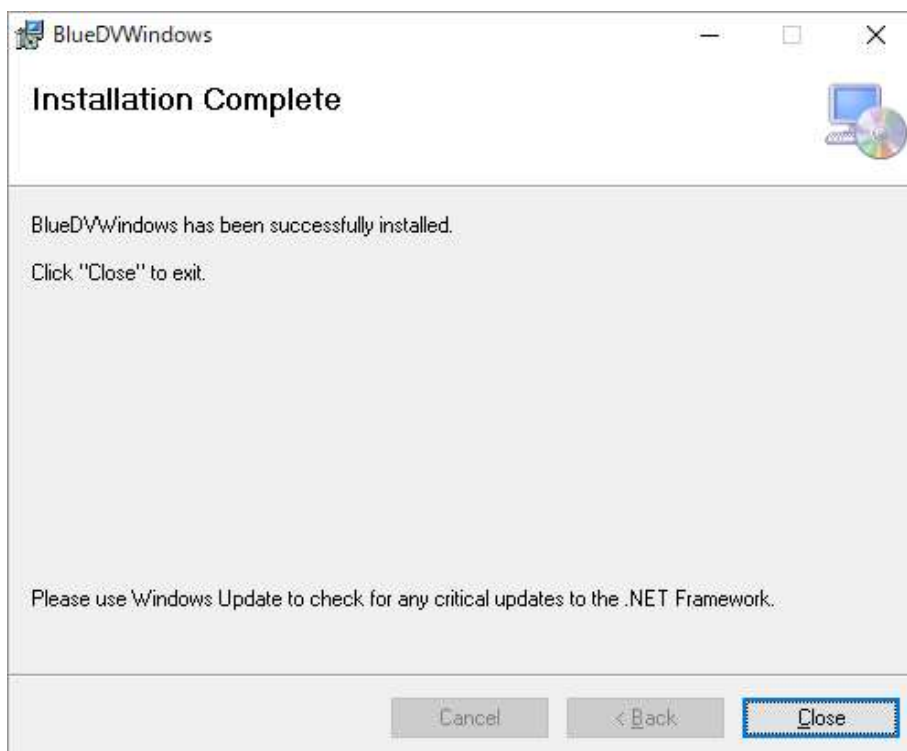 BlueDVWindows
Installation Complete
BlueDVWindows has been successfully installed.
Click "Close" to exit.
Please use Windows Update to check for any critical updates to the .NET Framework.
Cancel
< Back
Close